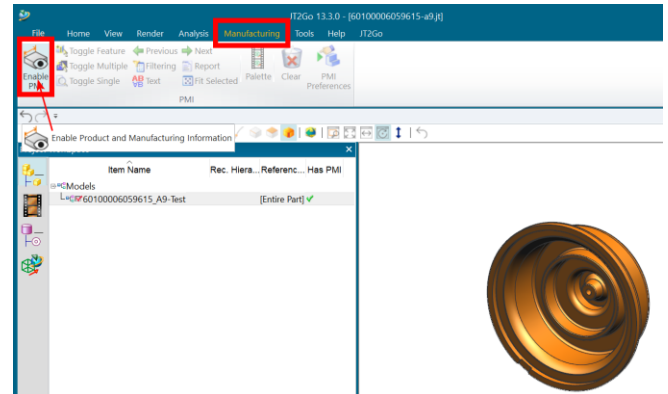 JT2Go 13.3.0 - [60100006059615-a9.jt]
File Home View Render Analysis Manufacturing Tools Help JT2Go
Toggle Feature Previous Next
Toggle Multiple Filtering Report
Toggle Single Text Fit Selected
Enable PMI
Palette Clear PMI Preferences
PMI
Enable Product and Manufacturing Information
Item Name Rec. Hiera... Referenc... Has PMI
Models
60100006059615_A9-Test [Entire Part]